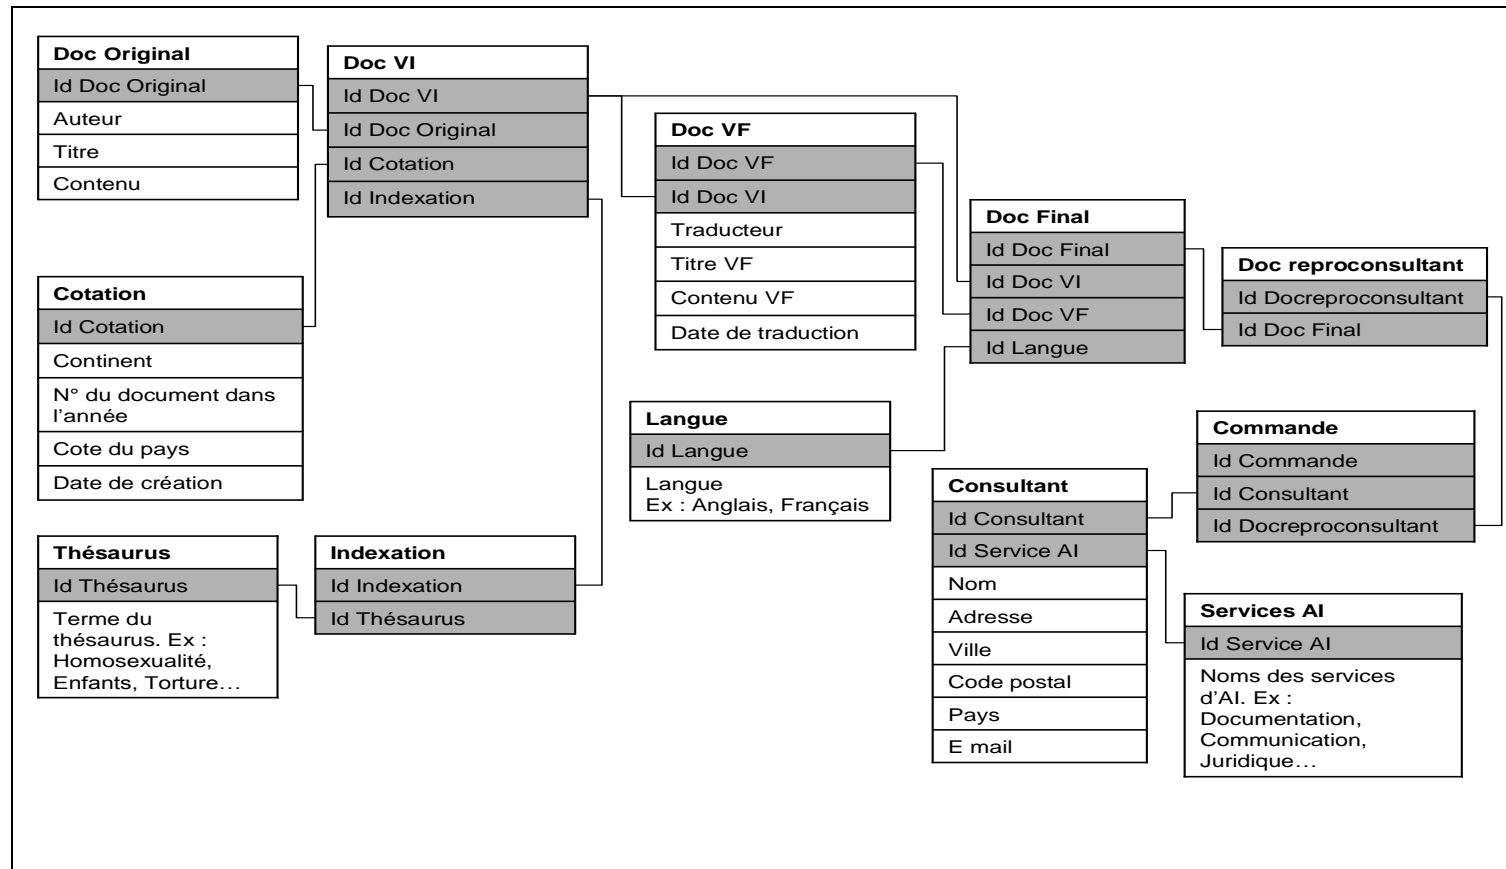 Doc Original
Id Doc Original
Auteur
Titre
Contenu
Doc VI
Id Doc VI
Id Doc Original
Id Cotation
Id Indexation
Doc VF
Id Doc VF
Id Doc VI
Traducteur
Titre VF
Contenu VF
Date de traduction
Doc Final
Id Doc Final
Id Doc VI
Id Doc VF
Id Langue
Doc reproconsultant
Id Docreproconsultant
Id Doc Final
Cotation
Id Cotation
Continent
N° du document dans
l'année
Cote du pays
Date de création
Langue
Id Langue
Langue
Ex : Anglais, Français
Commande
Id Commande
Id Consultant
Id Docreproconsultant
Consultant
Id Consultant
Id Service AI
Nom
Adresse
Ville
Code postal
Pays
E mail
Thésaurus
Id Thésaurus
Terme du
thésaurus. Ex :
Homosexualité,
Enfants, Torture…
Indexation
Id Indexation
Id Thésaurus
Services AI
Id Service AI
Noms des services
d'AI. Ex :
Documentation,
Communication,
Juridique…